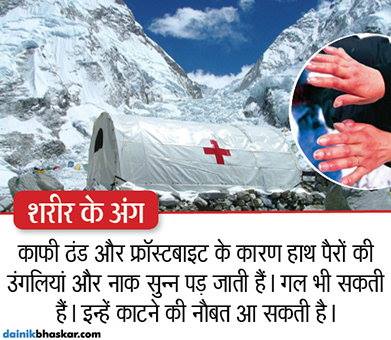 शरीर के अंग
काफी ठंड और फ्रॉस्टबाइट के कारण हाथ पैरों की
उंगलियां और नाक सुन्न पड़ जाती हैं। गल भी सकती
हैं। इन्हें काटने की नौबत आ सकती है।
dainikbhaskar.com